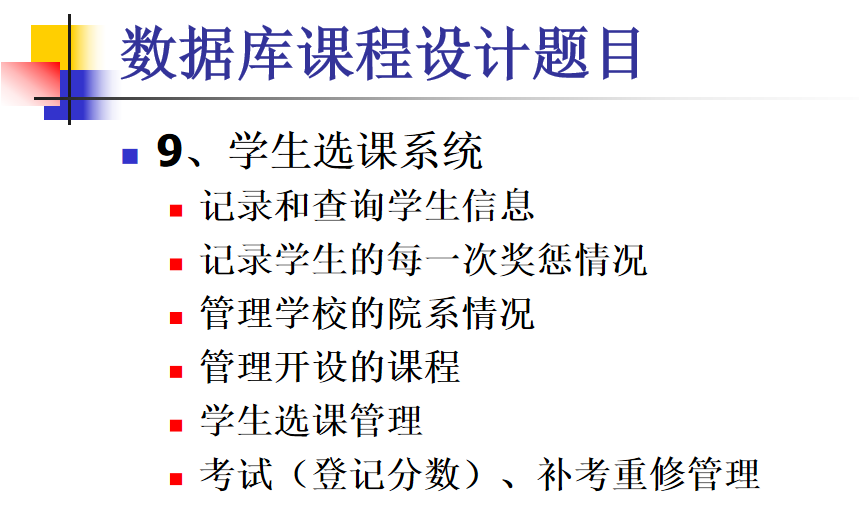 数据库课程设计题目
9、学生选课系统
记录和查询学生信息
记录学生的每一次奖惩情况
管理学校的院系情况
管理开设的课程
学生选课管理
考试（登记分数）、补考重修管理